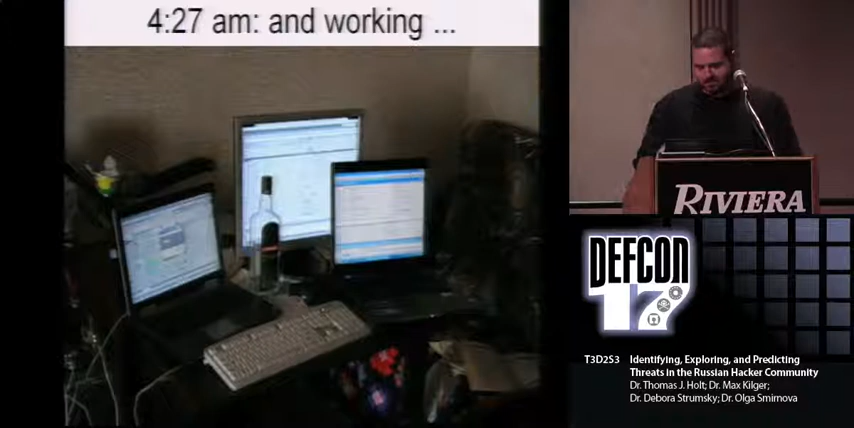 4:27 am: and working ...
RIVIERA
DEFCON
17
T3D2S3 Identifying, Exploring, and Predicting
Threats in the Russian Hacker Community
Dr. Thomas J. Holt; Dr. Max Kilger;
Dr. Debora Strumsky; Dr. Olga Smirnova